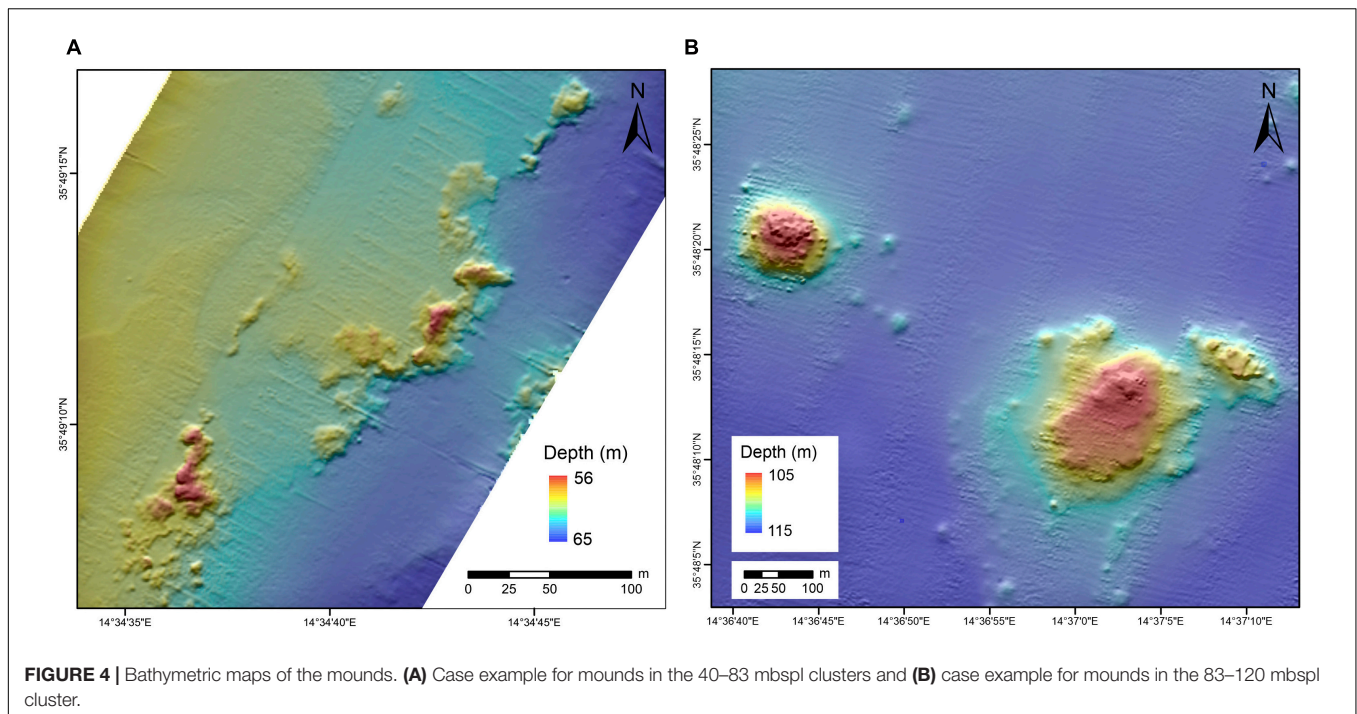 A
B
N
N
35°49'15"N
35°49'10"N
Depth (m)
56
65
0 25 50 100 m
14°34'35"E 14°34'40"E 14°34'45"E
35°48'25"N
35°48'20"N
35°48'15"N
35°48'10"N
35°48'5"N
Depth (m)
105
115
0 25 50 100 m
14°36'40"E 14°36'45"E 14°36'50"E 14°36'55"E 14°37'0"E 14°37'5"E 14°37'10"E
FIGURE 4 | Bathymetric maps of the mounds. (A) Case example for mounds in the 40–83 mbspl clusters and (B) case example for mounds in the 83–120 mbspl
cluster.